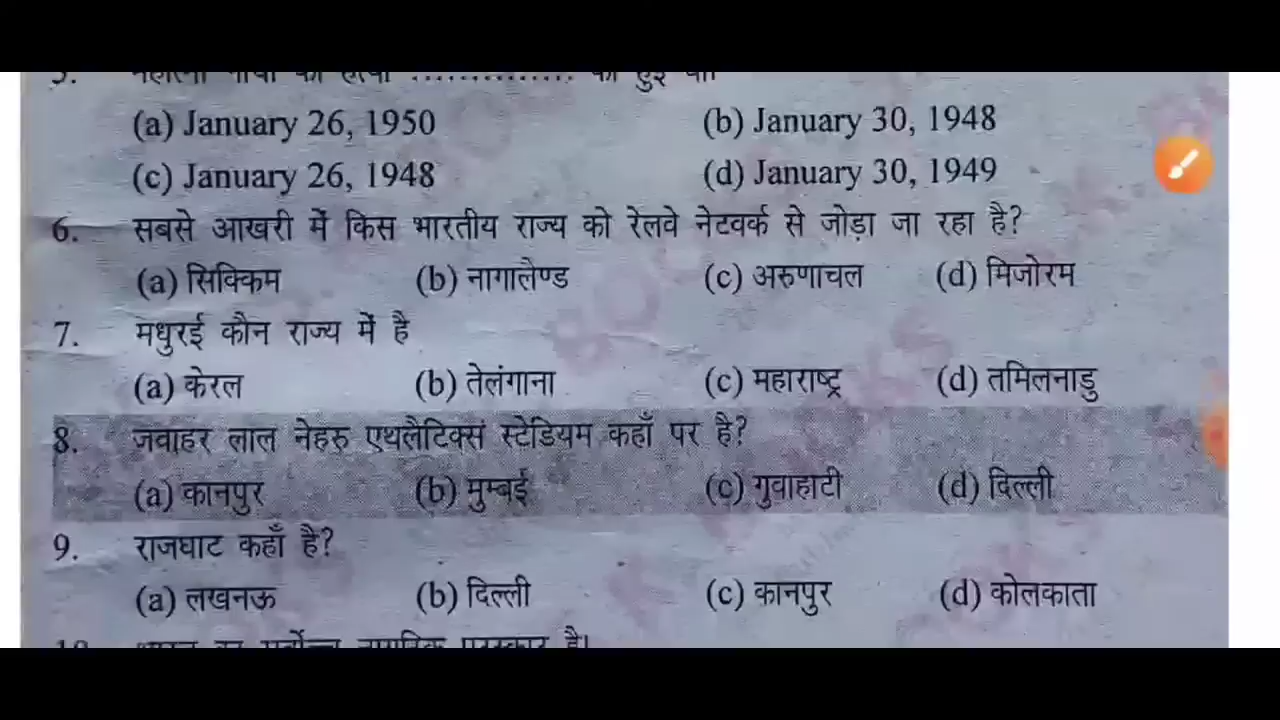 (a) January 26, 1950 (b) January 30, 1948
(c) January 26, 1948 (d) January 30, 1949
6. सबसे आखरी में किस भारतीय राज्य को रेलवे नेटवर्क से जोड़ा जा रहा है?
(a) सिक्किम (b) नागालैण्ड (c) अरुणाचल (d) मिजोरम
7. मधुरई कौन राज्य में है
(a) केरल (b) तेलंगाना (c) महाराष्ट्र (d) तमिलनाडु
8. जवाहर लाल नेहरु एथलैटिक्स स्टेडियम कहाँ पर है?
(a) कानपुर (b) मुम्बई (c) गुवाहाटी (d) दिल्ली
9. राजघाट कहाँ है?
(a) लखनऊ (b) दिल्ली (c) कानपुर (d) कोलकाता